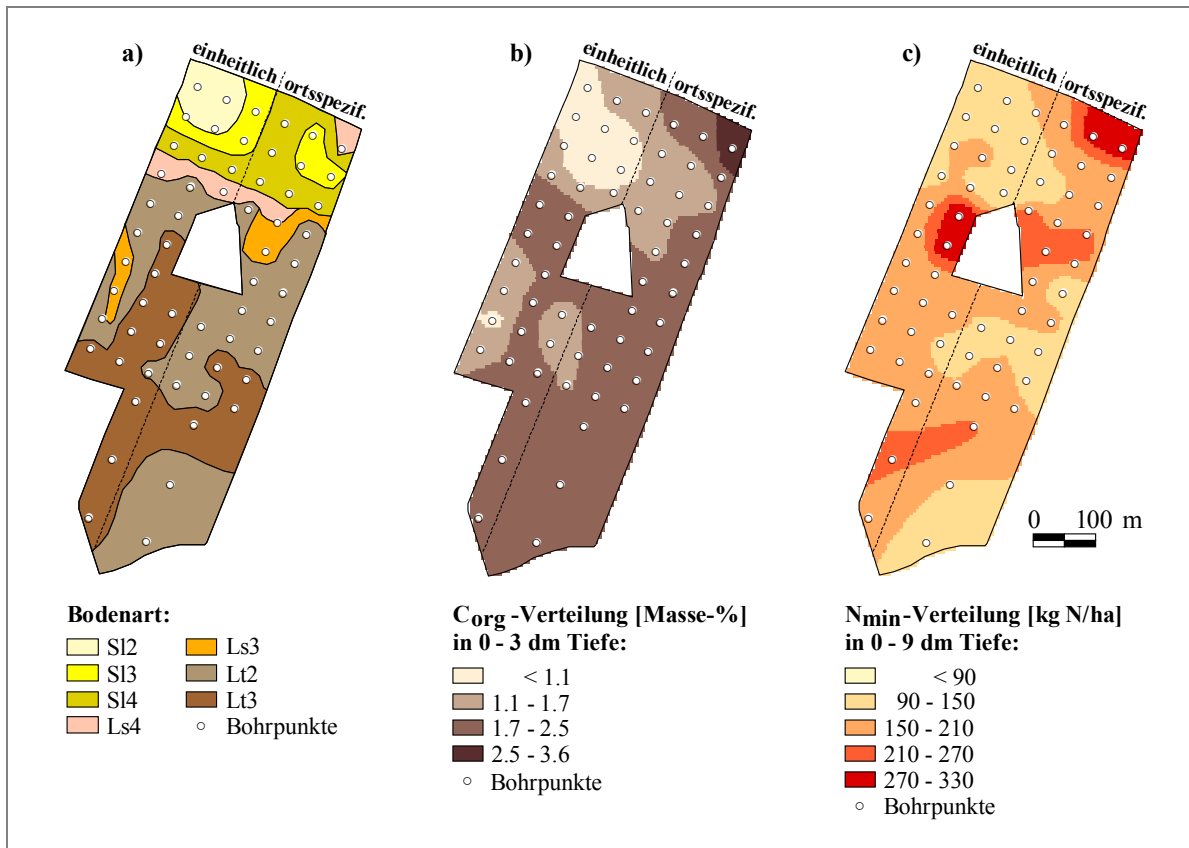 a)
einheitlich
ortsspezif.
b)
einheitlich
ortsspezif.
c)
einheitlich
ortsspezif.
0 100 m
Bodenart:
Sl2
Sl3
Sl4
Ls4
Ls3
Lt2
Lt3
Bohrpunkte
Corg -Verteilung [Masse-%]
in 0 - 3 dm Tiefe:
< 1.1
1.1 - 1.7
1.7 - 2.5
2.5 - 3.6
Bohrpunkte
Nmin-Verteilung [kg N/ha]
in 0 - 9 dm Tiefe:
< 90
90 - 150
150 - 210
210 - 270
270 - 330
Bohrpunkte